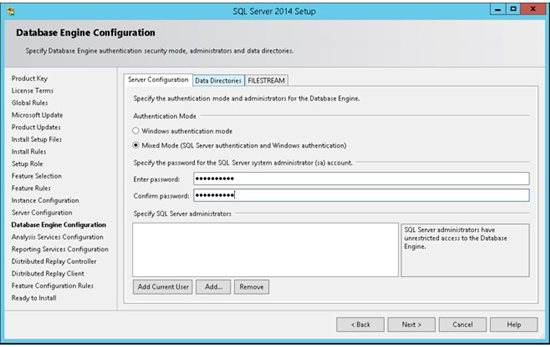 SQL Server 2014 Setup
Database Engine Configuration
Specify Database Engine authentication security mode, administrators and data directories.
Product Key
License Terms
Global Rules
Microsoft Update
Product Updates
Install Setup Files
Install Rules
Setup Role
Feature Selection
Feature Rules
Instance Configuration
Server Configuration
Database Engine Configuration
Analysis Services Configuration
Reporting Services Configuration
Distributed Replay Controller
Distributed Replay Client
Feature Configuration Rules
Ready to Install
Server Configuration Data Directories FILESTREAM
Specify the authentication mode and administrators for the Database Engine.
Authentication Mode
Windows authentication mode
Mixed Mode (SQL Server authentication and Windows authentication)
Specify the password for the SQL Server system administrator (sa) account.
Enter password: ●●●●●●●●●●
Confirm password: ●●●●●●●●●●
Specify SQL Server administrators
SQL Server administrators have
unrestricted access to the Database
Engine.
Add Current User Add... Remove
< Back Next > Cancel Help